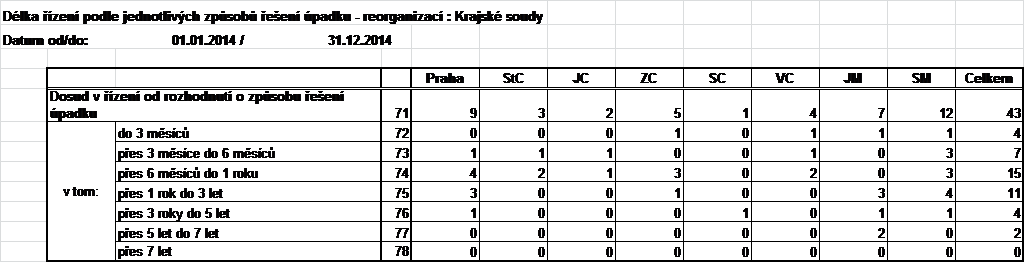 Délka řízení podle jednotlivých způsobů řešení úpadku - reorganizací : Krajské soudy
Datum od/do: 01.01.2014 / 31.12.2014
Praha StC JC ZC SC VC JM SM Celkem
Dosud v řízení od rozhodnutí o způsobu řešení
úpadku 71 9 3 2 5 1 4 7 12 43
do 3 měsíců 72 0 0 0 1 0 1 1 1 4
přes 3 měsíce do 6 měsíců 73 1 1 1 0 0 1 0 3 7
přes 6 měsíců do 1 roku 74 4 2 1 3 0 2 0 3 15
v tom: přes 1 rok do 3 let 75 3 0 0 1 0 0 3 4 11
přes 3 roky do 5 let 76 1 0 0 0 1 0 1 1 4
přes 5 let do 7 let 77 0 0 0 0 0 0 2 0 2
přes 7 let 78 0 0 0 0 0 0 0 0 0